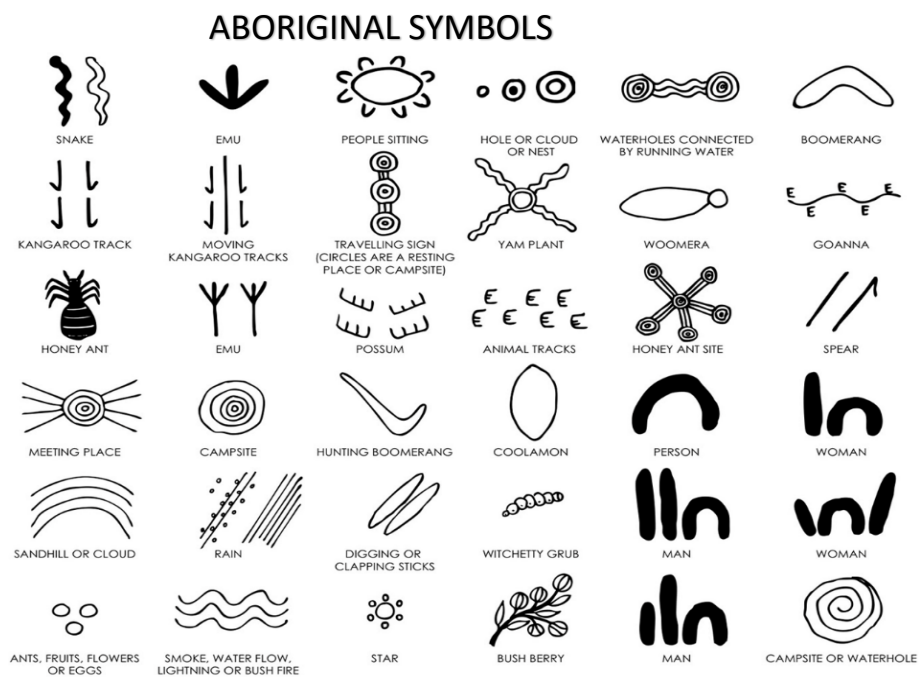 ABORIGINAL SYMBOLS
SNAKE
EMU
PEOPLE SITTING
HOLE OR CLOUD
OR NEST
WATERHOLES CONNECTED
BY RUNNING WATER
BOOMERANG
KANGAROO TRACK
MOVING
KANGAROO TRACKS
TRAVELLING SIGN
(CIRCLES ARE A RESTING
PLACE OR CAMPSITE)
YAM PLANT
WOOMERA
GOANNA
HONEY ANT
EMU
POSSUM
ANIMAL TRACKS
HONEY ANT SITE
SPEAR
MEETING PLACE
CAMPSITE
HUNTING BOOMERANG
COOLAMON
PERSON
WOMAN
SANDHILL OR CLOUD
RAIN
DIGGING OR
CLAPPING STICKS
WITCHETTY GRUB
MAN
WOMAN
ANTS, FRUITS, FLOWERS
OR EGGS
SMOKE, WATER FLOW,
LIGHTNING OR BUSH FIRE
STAR
BUSH BERRY
MAN
CAMPSITE OR WATERHOLE